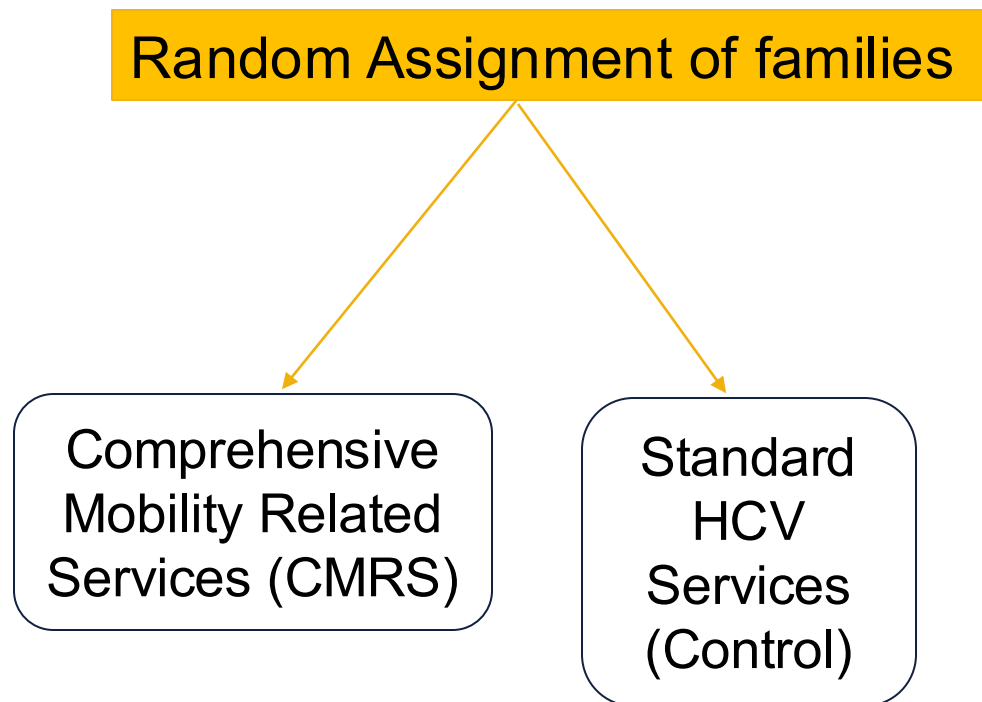 Random Assignment of families
Comprehensive
Mobility Related
Services (CMRS)
Standard
HCV
Services
(Control)